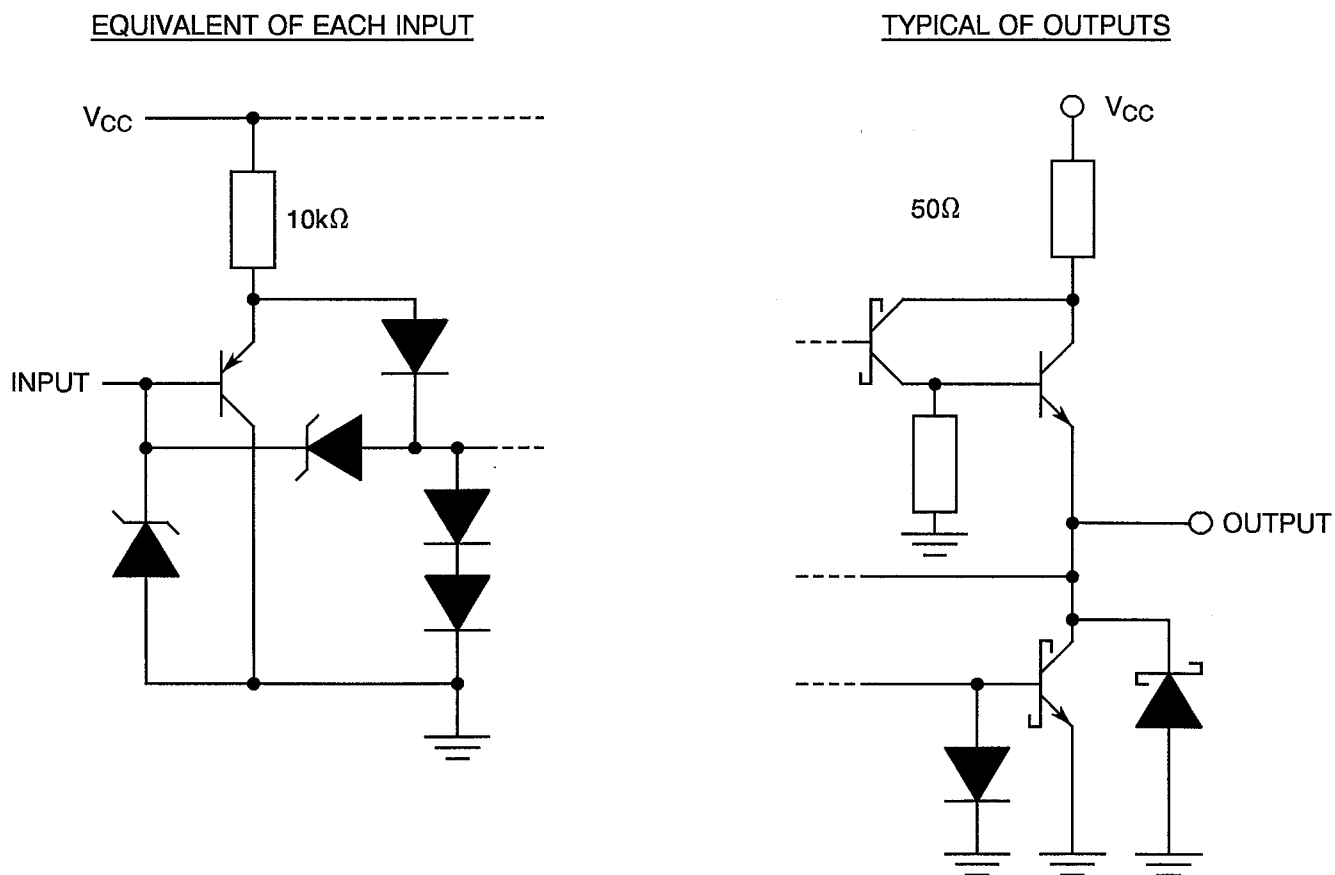 EQUIVALENT OF EACH INPUT
VCC
10kΩ
INPUT
TYPICAL OF OUTPUTS
VCC
50Ω
OUTPUT